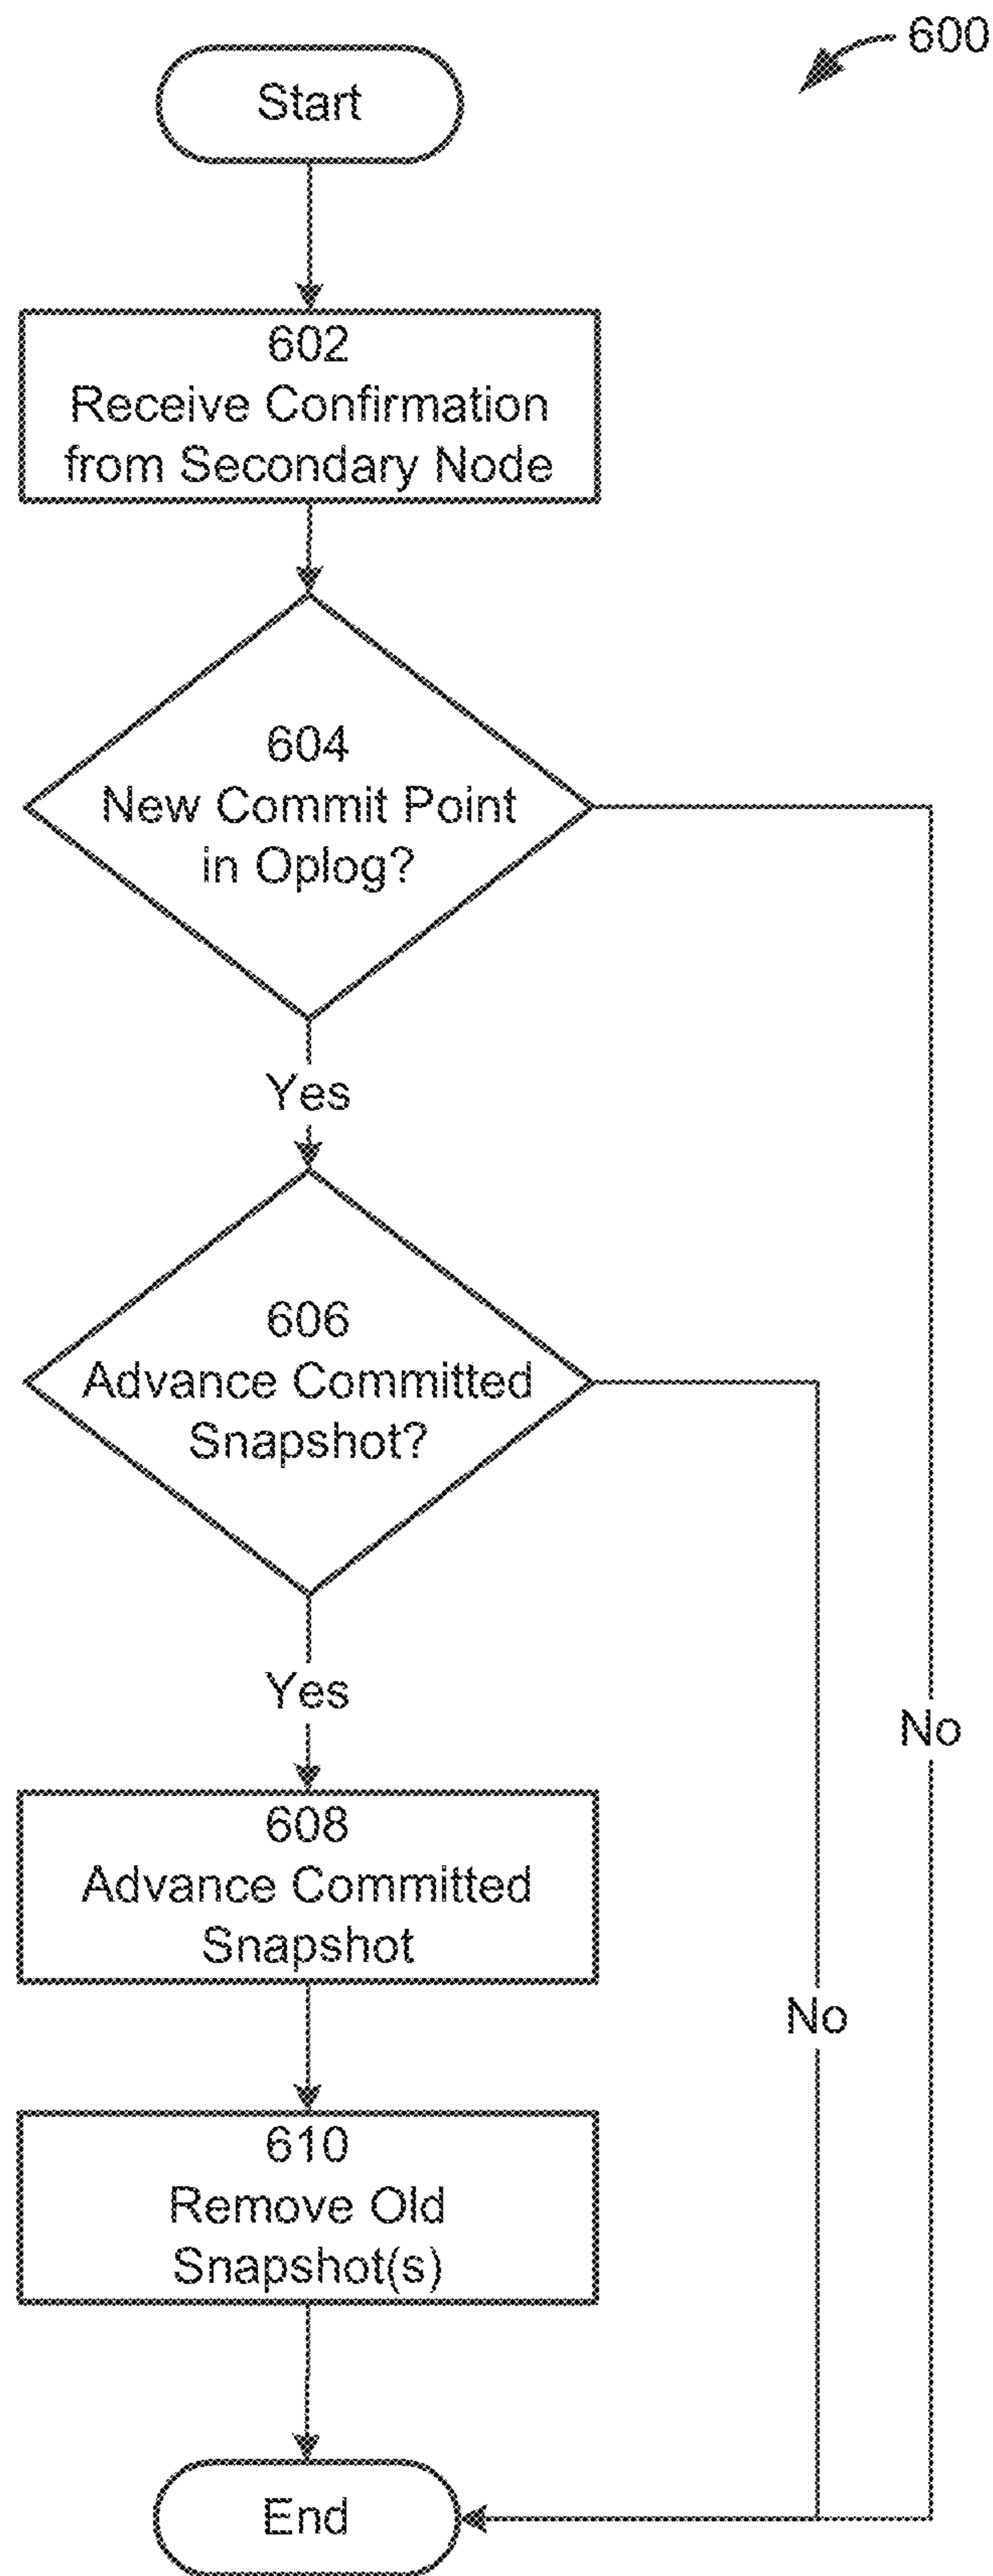 600
Start
602
Receive Confirmation
from Secondary Node
604
New Commit Point
in Oplog?
Yes
606
Advance Committed
Snapshot?
Yes
No
608
Advance Committed
Snapshot
No
610
Remove Old
Snapshot(s)
End